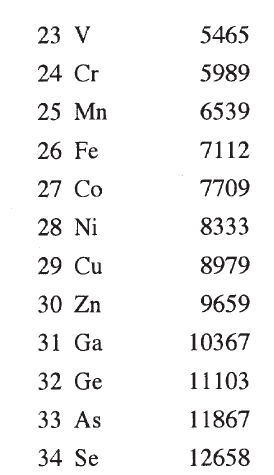 23 V 5465
24 Cr 5989
25 Mn 6539
26 Fe 7112
27 Co 7709
28 Ni 8333
29 Cu 8979
30 Zn 9659
31 Ga 10367
32 Ge 11103
33 As 11867
34 Se 12658